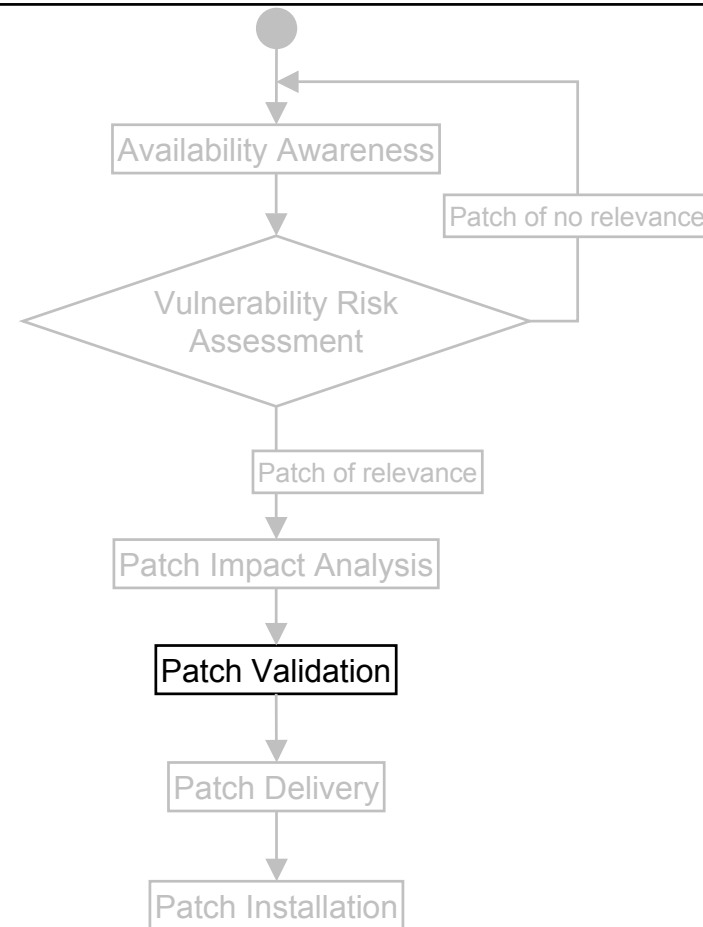 Availability Awareness
Patch of no relevance
Vulnerability Risk
Assessment
Patch of relevance
Patch Impact Analysis
Patch Validation
Patch Delivery
Patch Installation